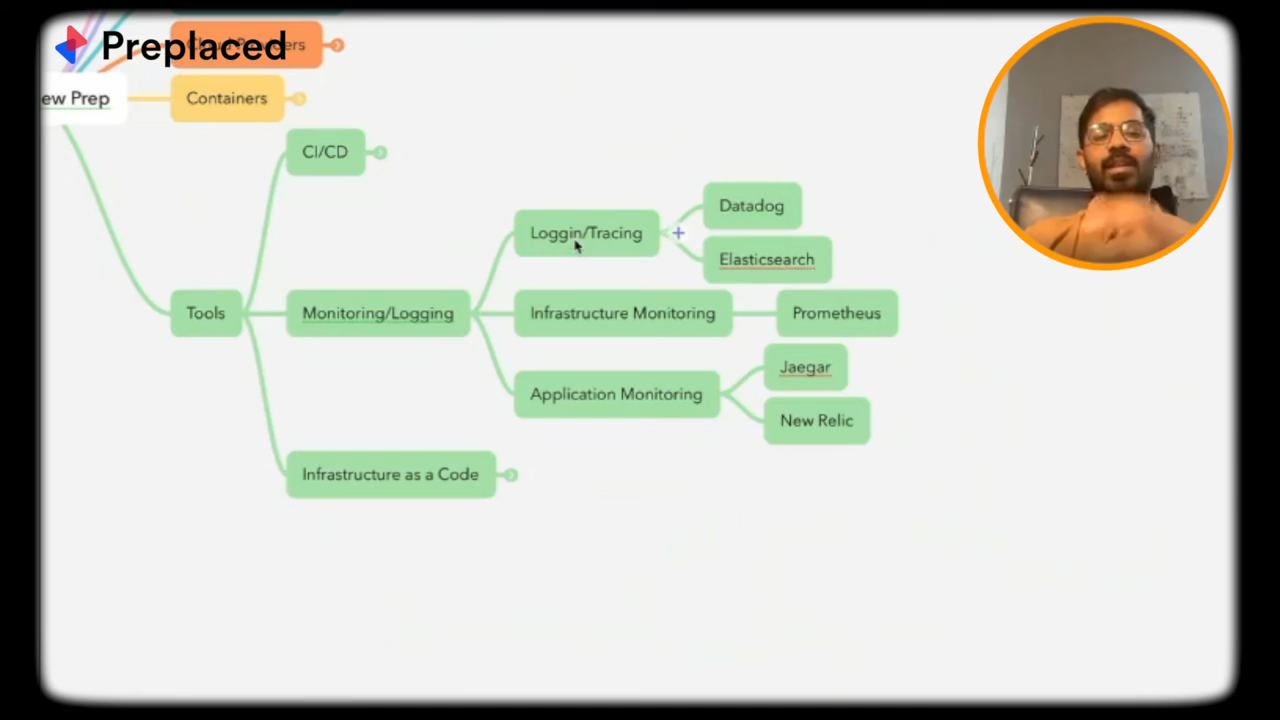 Preplaced
ers
ew Prep
Containers
CI/CD
Datadog
Loggin/Tracing
Elasticsearch
Tools
Monitoring/Logging
Infrastructure Monitoring
Prometheus
Jaegar
Application Monitoring
New Relic
Infrastructure as a Code